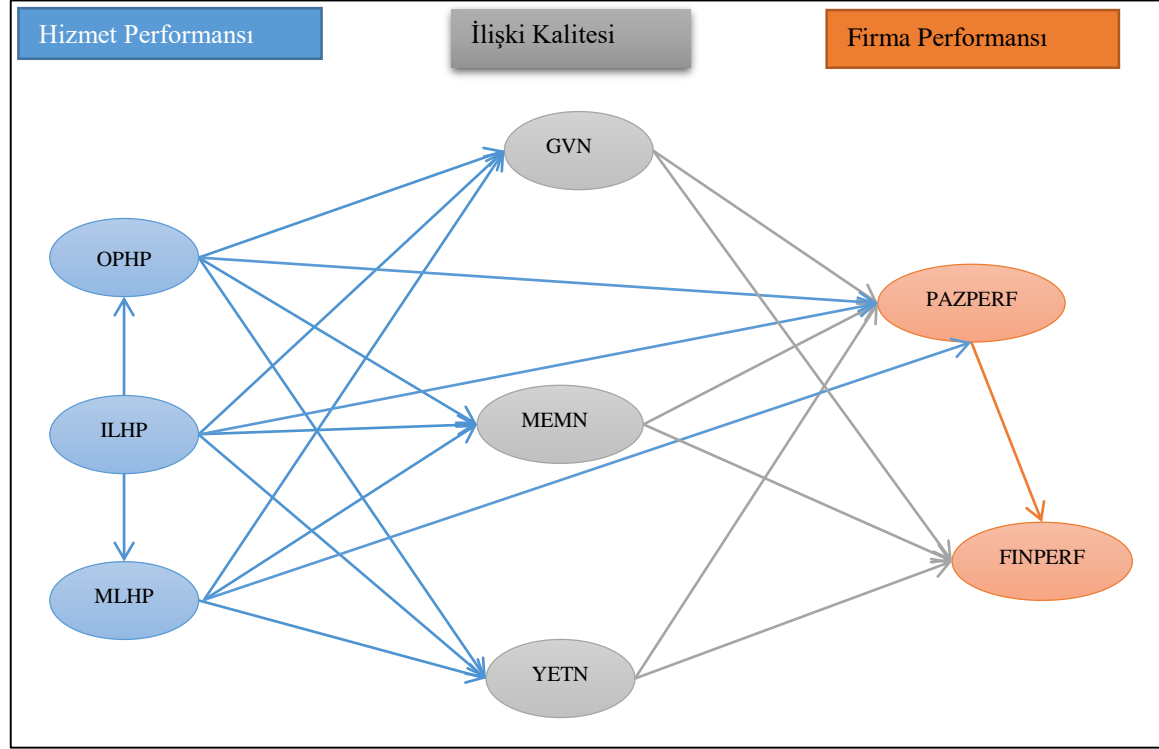 Hizmet Performansı
İlişki Kalitesi
Firma Performansı
GVN
OPHP
PAZPERF
MEMN
ILHP
FINPERF
MLHP
YETN